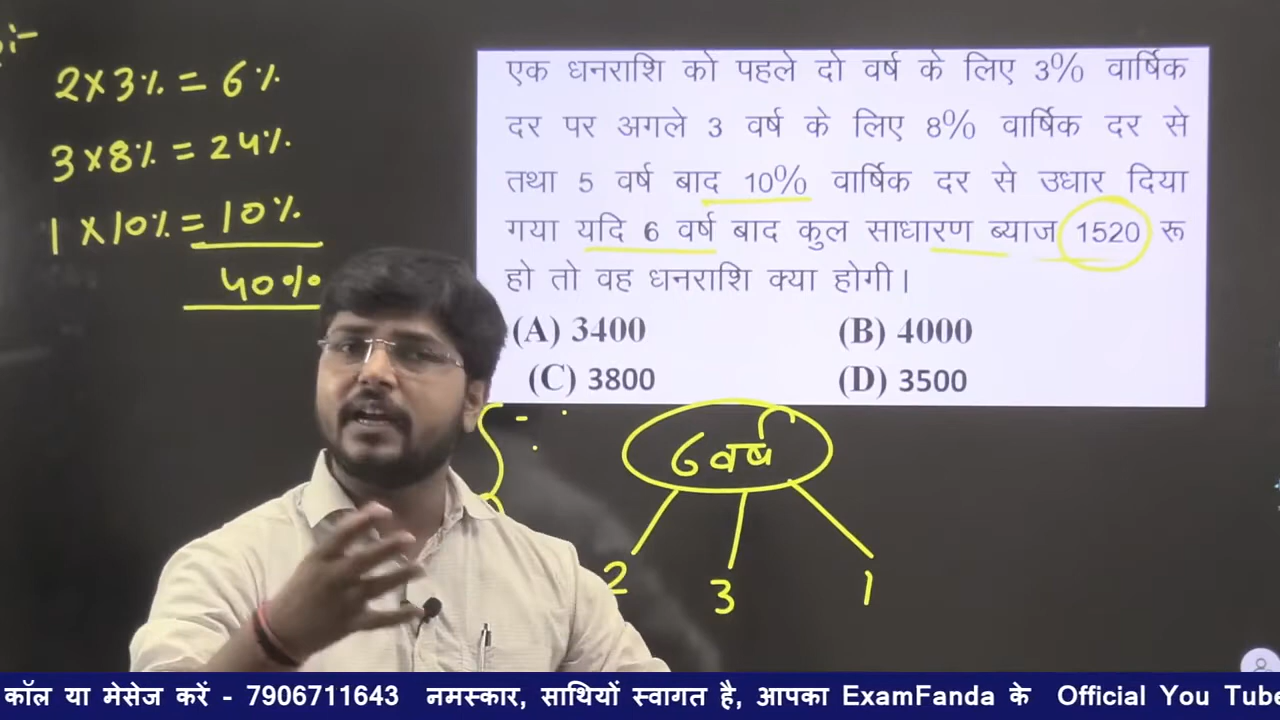 2×3% = 6%
3×8% = 24%
1×10% = 10%
40%
एक धनराशि को पहले दो वर्ष के लिए 3% वार्षिक
दर पर अगले 3 वर्ष के लिए 8% वार्षिक दर से
तथा 5 वर्ष बाद 10% वार्षिक दर से उधार दिया
गया यदि 6 वर्ष बाद कुल साधारण ब्याज 1520 रू
हो तो वह धनराशि क्या होगी।
(A) 3400 (B) 4000
(C) 3800 (D) 3500
6 वर्ष
2 3 1
कॉल या मेसेज करें - 7906711643 नमस्कार, साथियों स्वागत है, आपका ExamFanda के Official You Tube